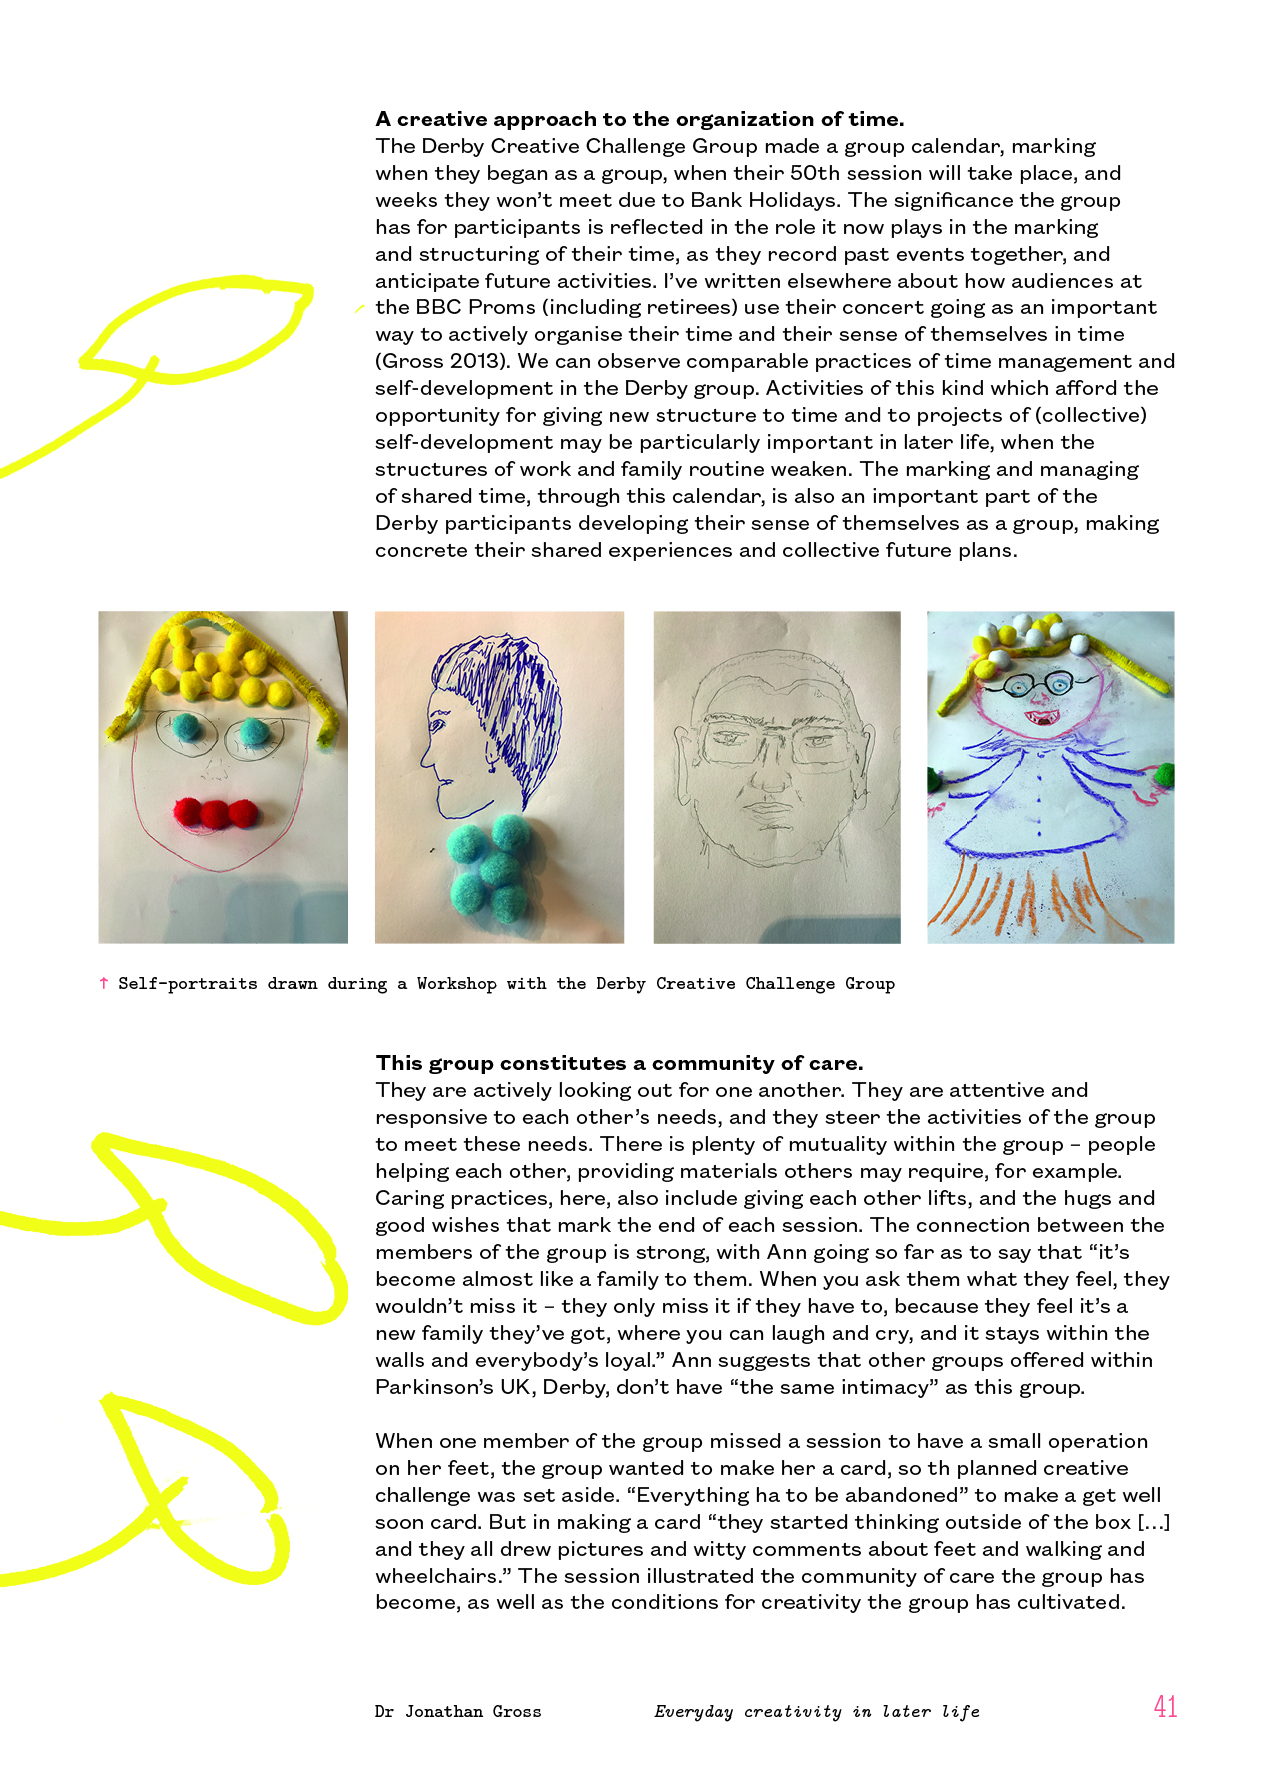 A creative approach to the organization of time.
The Derby Creative Challenge Group made a group calendar, marking
when they began as a group, when their 50th session will take place, and
weeks they won’t meet due to Bank Holidays. The significance the group
has for participants is reflected in the role it now plays in the marking
and structuring of their time, as they record past events together, and
anticipate future activities. I’ve written elsewhere about how audiences at
the BBC Proms (including retirees) use their concert going as an important
way to actively organise their time and their sense of themselves in time
(Gross 2013). We can observe comparable practices of time management and
self-development in the Derby group. Activities of this kind which afford the
opportunity for giving new structure to time and to projects of (collective)
self-development may be particularly important in later life, when the
structures of work and family routine weaken. The marking and managing
of shared time, through this calendar, is also an important part of the
Derby participants developing their sense of themselves as a group, making
concrete their shared experiences and collective future plans.
↑ Self-portraits drawn during a Workshop with the Derby Creative Challenge Group
This group constitutes a community of care.
They are actively looking out for one another. They are attentive and
responsive to each other’s needs, and they steer the activities of the group
to meet these needs. There is plenty of mutuality within the group – people
helping each other, providing materials others may require, for example.
Caring practices, here, also include giving each other lifts, and the hugs and
good wishes that mark the end of each session. The connection between the
members of the group is strong, with Ann going so far as to say that “it’s
become almost like a family to them. When you ask them what they feel, they
wouldn’t miss it – they only miss it if they have to, because they feel it’s a
new family they’ve got, where you can laugh and cry, and it stays within the
walls and everybody’s loyal.” Ann suggests that other groups offered within
Parkinson’s UK, Derby, don’t have “the same intimacy” as this group.
When one member of the group missed a session to have a small operation
on her feet, the group wanted to make her a card, so th planned creative
challenge was set aside. “Everything ha to be abandoned” to make a get well
soon card. But in making a card “they started thinking outside of the box […]
and they all drew pictures and witty comments about feet and walking and
wheelchairs.” The session illustrated the community of care the group has
become, as well as the conditions for creativity the group has cultivated.
Dr Jonathan Gross Everyday creativity in later life 41